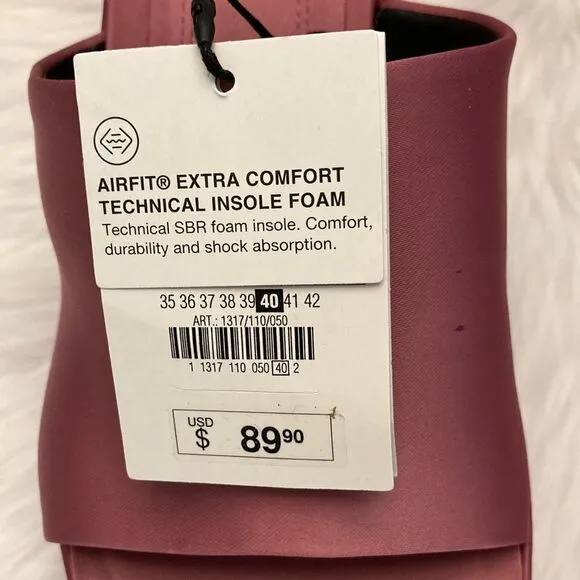 AIRFIT® EXTRA COMFORT
TECHNICAL INSOLE FOAM
Technical SBR foam insole. Comfort,
durability and shock absorption.
35 36 37 38 39 40 41 42
ART.: 1317/110/050
1 1317 110 050 40 2
USD
$ 89.90